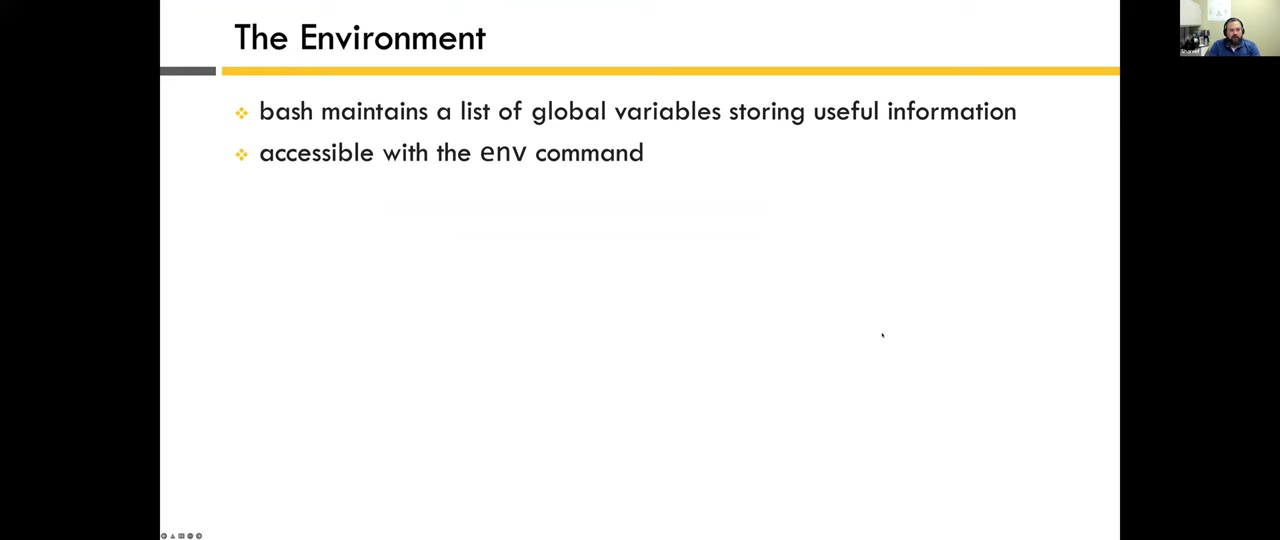 The Environment
bash maintains a list of global variables storing useful information
accessible with the env command